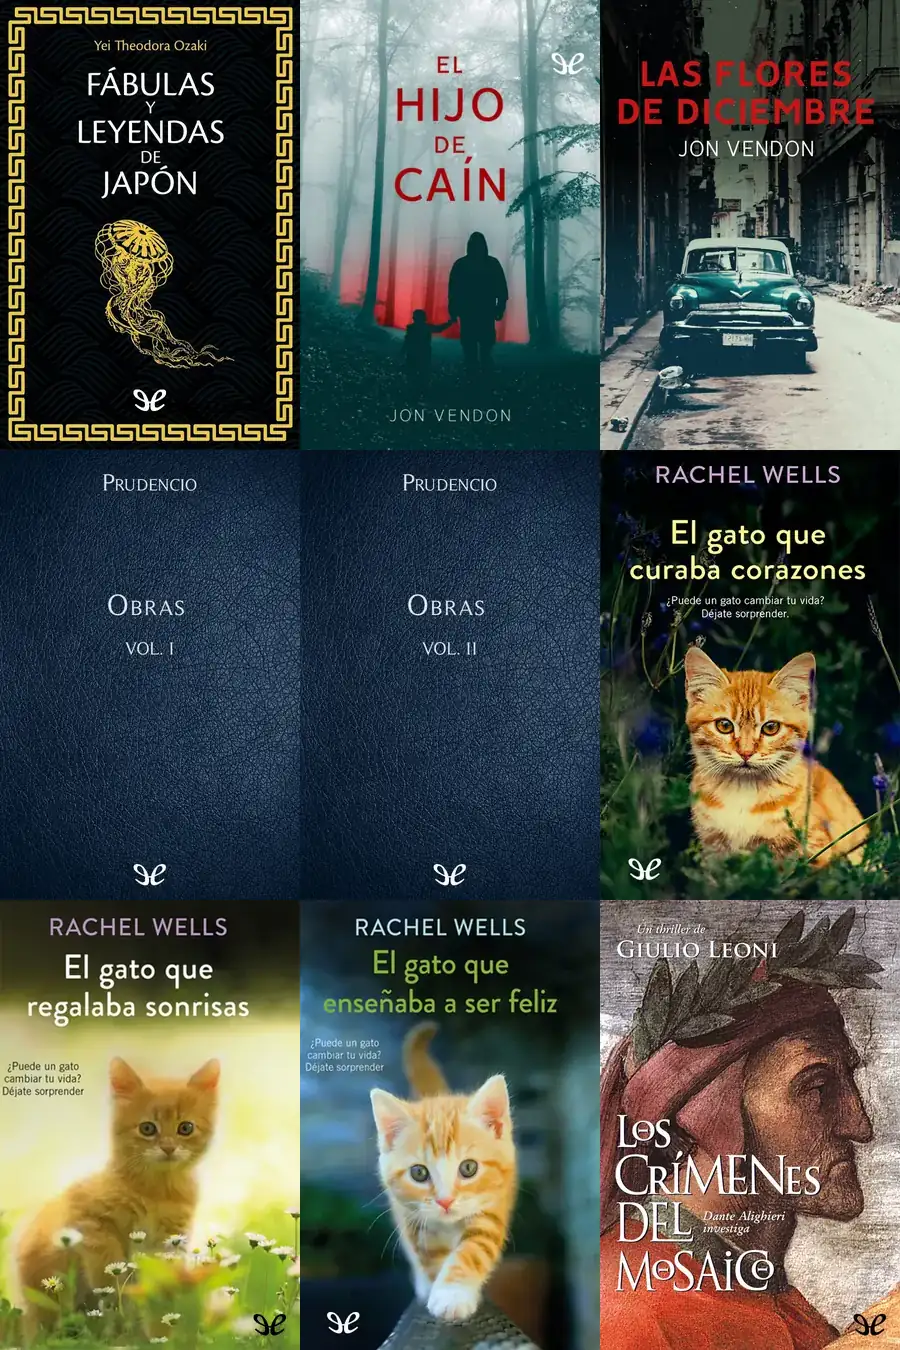 Yei Theodora Ozaki
FÁBULAS
Y
LEYENDAS
DE
JAPÓN
EL
HIJO
DE
CAÍN
JON VENDON
LAS FLORES
DE DICIEMBRE
JON VENDON
PRUDENCIO
OBRAS
VOL. I
PRUDENCIO
OBRAS
VOL. II
RACHEL WELLS
El gato que
curaba corazones
¿Puede un gato cambiar tu vida?
Déjate sorprender.
RACHEL WELLS
El gato que
regalaba sonrisas
¿Puede un gato
cambiar tu vida?
Déjate sorprender
RACHEL WELLS
El gato que
enseñaba a ser feliz
¿Puede un gato
cambiar tu vida?
Déjate sorprender
Un thriller de
GIULIO LEONI
LOS
CRÍMENES
DEL
Dante Alighieri
investiga
MOSAICO